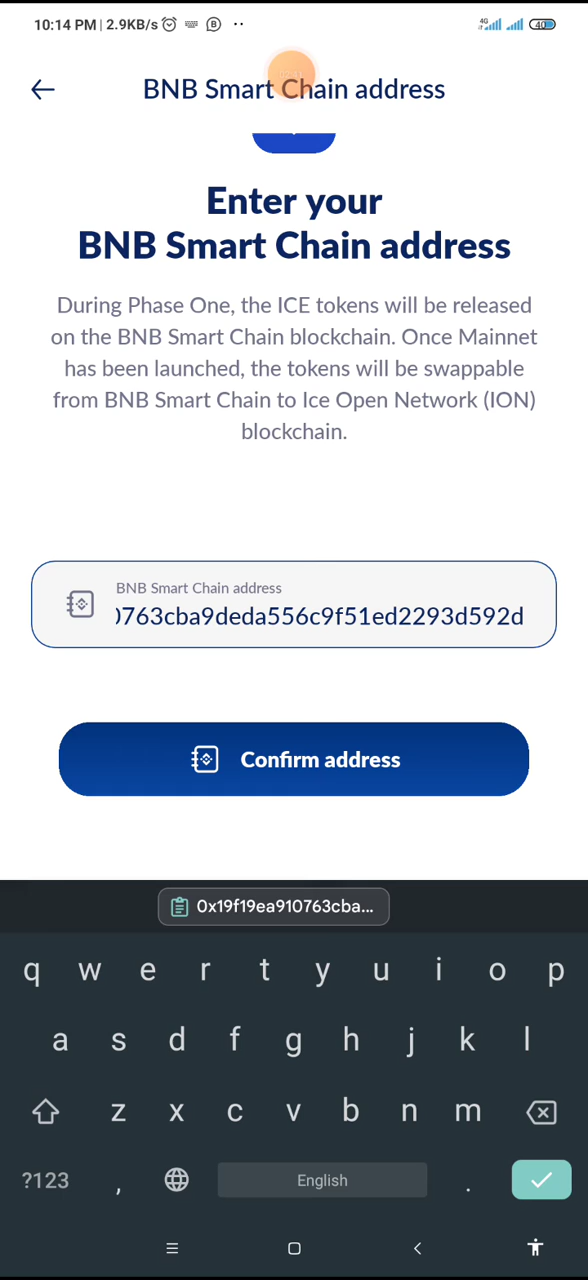 10:14 PM | 2.9KB/s
4G
40
BNB Smart Chain address
Enter your
BNB Smart Chain address
During Phase One, the ICE tokens will be released
on the BNB Smart Chain blockchain. Once Mainnet
has been launched, the tokens will be swappable
from BNB Smart Chain to Ice Open Network (ION)
blockchain.
BNB Smart Chain address
0763cba9deda556c9f51ed2293d592d
Confirm address
0x19f19ea910763cba...
q w e r t y u i o p
a s d f g h j k l
z x c v b n m
?123 , English .